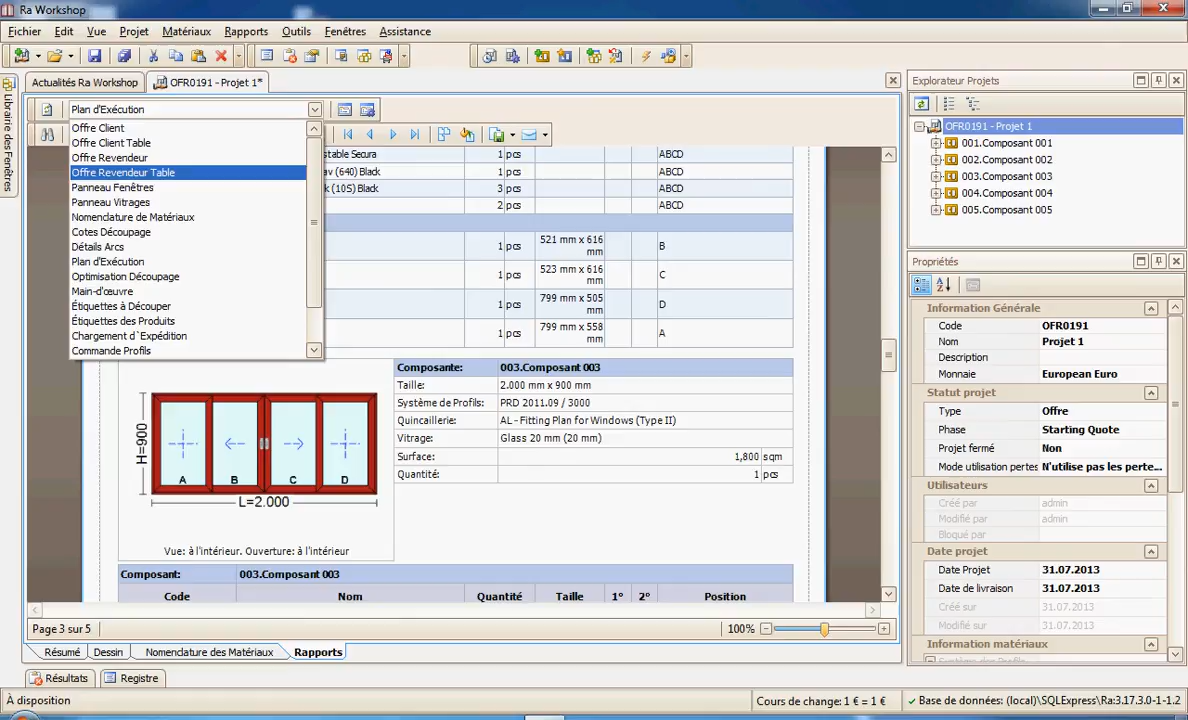 Ra Workshop
Fichier Edit Vue Projet Matériaux Rapports Outils Fenêtres Assistance
Actualités Ra Workshop
OFR0191 - Projet 1*
Librairie des Fenêtres
Plan d'Exécution
Offre Client
Offre Client Table
Offre Revendeur
Offre Revendeur Table
Panneau Fenêtres
Panneau Vitrages
Nomenclature de Matériaux
Cotes Découpage
Détails Arcs
Plan d'Exécution
Optimisation Découpage
Main-d'œuvre
Étiquettes à Découper
Étiquettes des Produits
Chargement d`Expédition
Commande Profils
stable Secura 1 pcs ABCD
av (640) Black 1 pcs ABCD
k (10S) Black 3 pcs ABCD
2 pcs ABCD
1 pcs 521 mm x 616 mm B
1 pcs 523 mm x 616 mm C
1 pcs 799 mm x 505 mm D
1 pcs 799 mm x 558 mm A
Composante: 003.Composant 003
Taille: 2.000 mm x 900 mm
Système de Profils: PRD 2011.09 / 3000
Quincaillerie: AL - Fitting Plan for Windows (Type II)
Vitrage: Glass 20 mm (20 mm)
Surface: 1,800 sqm
Quantité: 1 pcs
H=900
A B C D
L=2.000
Vue: à l'intérieur. Ouverture: à l'intérieur
Composant: 003.Composant 003
Code Nom Quantité Taille 1° 2° Position
Page 3 sur 5
100%
Résumé Dessin Nomenclature des Matériaux Rapports
Résultats Registre
À disposition
Cours de change: 1 € = 1 €
Base de données: (local)\SQLExpress\Ra:3.17.3.0-1-1.2
Explorateur Projets
OFR0191 - Projet 1
001.Composant 001
002.Composant 002
003.Composant 003
004.Composant 004
005.Composant 005
Propriétés
Information Générale
Code OFR0191
Nom Projet 1
Description
Monnaie European Euro
Statut projet
Type Offre
Phase Starting Quote
Projet fermé Non
Mode utilisation pertes N'utilise pas les perte...
Utilisateurs
Créé par admin
Modifié par admin
Bloqué par
Date projet
Date Projet 31.07.2013
Date de livraison 31.07.2013
Créé sur 31.07.2013
Modifié sur 31.07.2013
Information matériaux